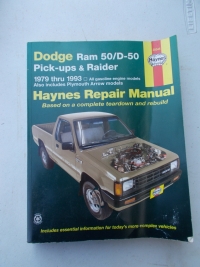 Dodge Ram 50/D-50
Pick-ups & Raider
1979 thru 1993
All gasoline engine models
Also includes Plymouth Arrow models
Haynes
Haynes Repair Manual
Based on a complete teardown and rebuild
Includes essential information for today's more complex vehicles